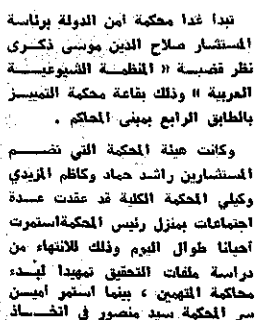 تبدا غدا محكمة امن الدولة برئاسة
المستشار صلاح الدين موسى ذكرى
نظر قضية « المنظمة الشيوعية
العربية » وذلك بقاعة محكمة التمييز
بالطابق الرابع بمبنى المحاكم .
وكانت هيئة المحكمة التي تضم
المستشارين راشد حماد وكاظم المزيدي
وكيلي المحكمة الكلية قد عقدت عدة
اجتماعات بمنزل رئيس المحكمة استمرت
أحيانا طوال اليوم وذلك للانتهاء من
دراسة ملفات التحقيق تمهيدا لبدء
محاكمة المتهمين ، بينما استمر أمين
سر المحكمة سيد منصور في اتخاذ